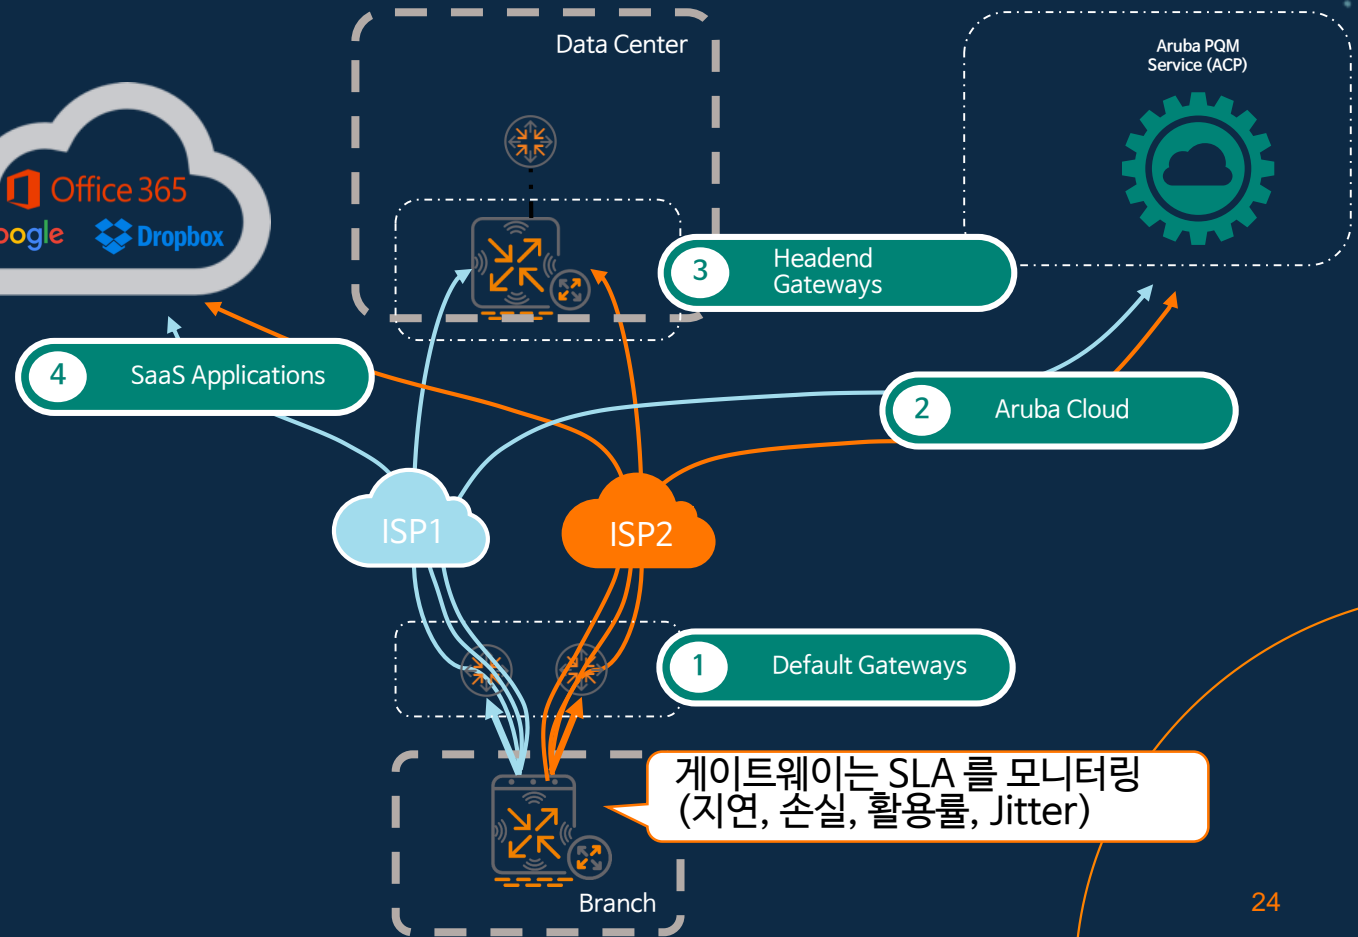 Data Center
Aruba PQM
Service (ACP)
Office 365
Dropbox
3
Headend
Gateways
4
SaaS Applications
2
Aruba Cloud
ISP1
ISP2
1
Default Gateways
게이트웨이는 SLA 를 모니터링
(지연, 손실, 활용률, Jitter)
Branch
24